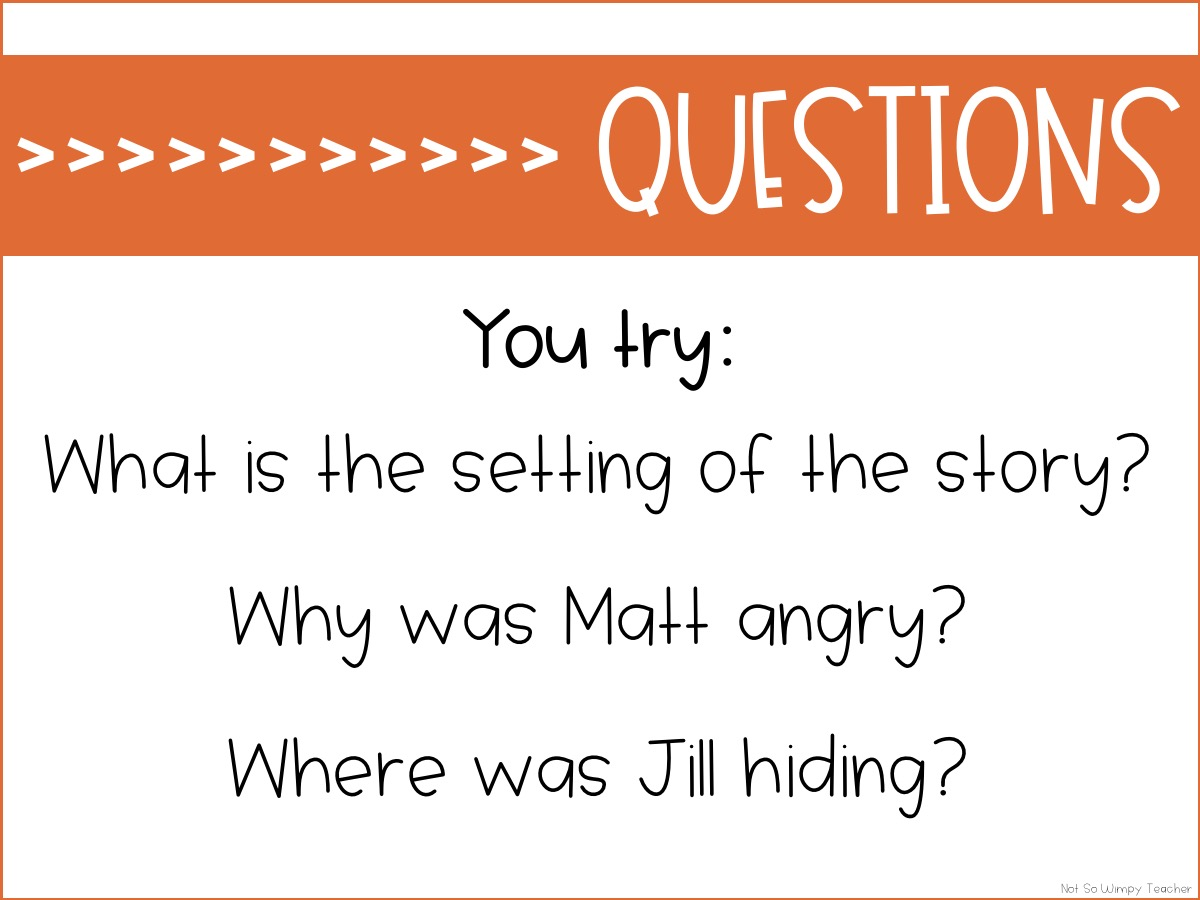 >>>>>>>>>>> QUESTIONS
You try:
What is the setting of the story?
Why was Matt angry?
Where was Jill hiding?
Not So Wimpy Teacher